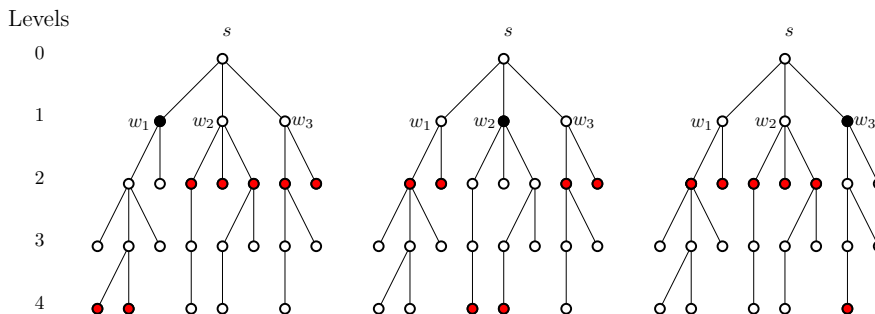 Levels
s s s
0
1 w₁ w₂ w₃ w₁ w₂ w₃ w₁ w₂ w₃
2
3
4